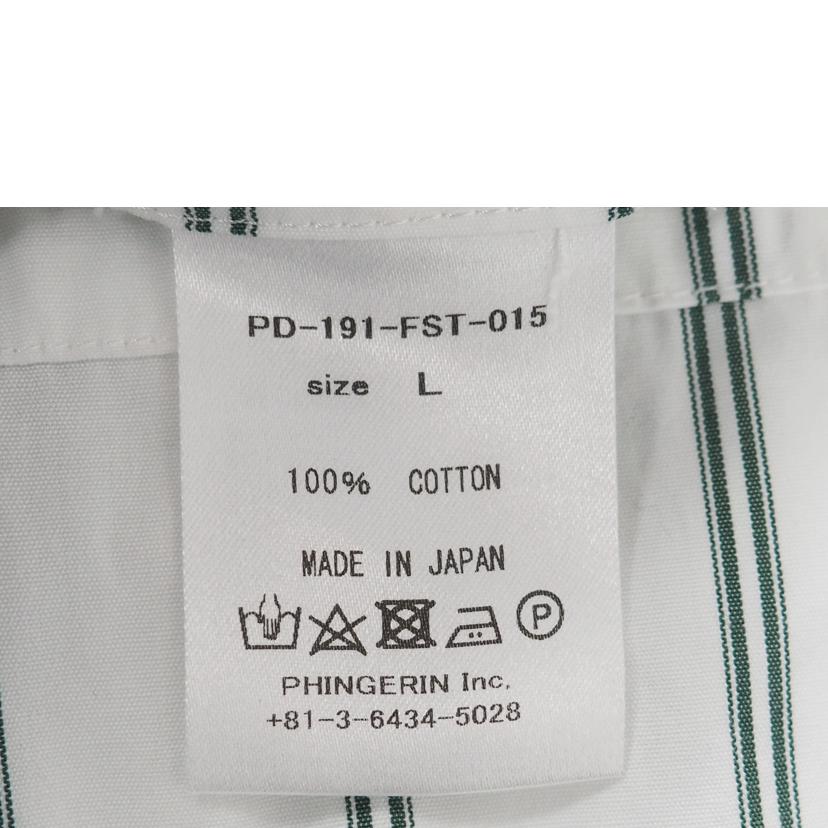 PD-191-FST-015
size L
100% COTTON
MADE IN JAPAN
P
PHINGERIN Inc.
+81-3-6434-5028